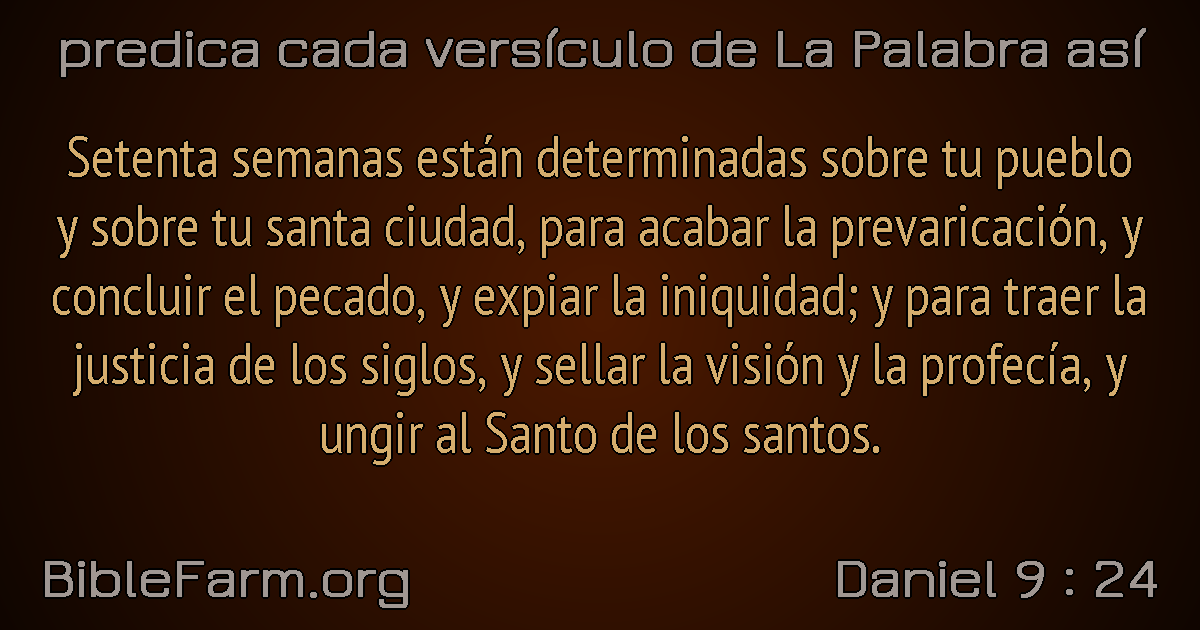 predica cada versículo de La Palabra así
Setenta semanas están determinadas sobre tu pueblo
y sobre tu santa ciudad, para acabar la prevaricación, y
concluir el pecado, y expiar la iniquidad; y para traer la
justicia de los siglos, y sellar la visión y la profecía, y
ungir al Santo de los santos.
BibleFarm.org
Daniel 9 : 24